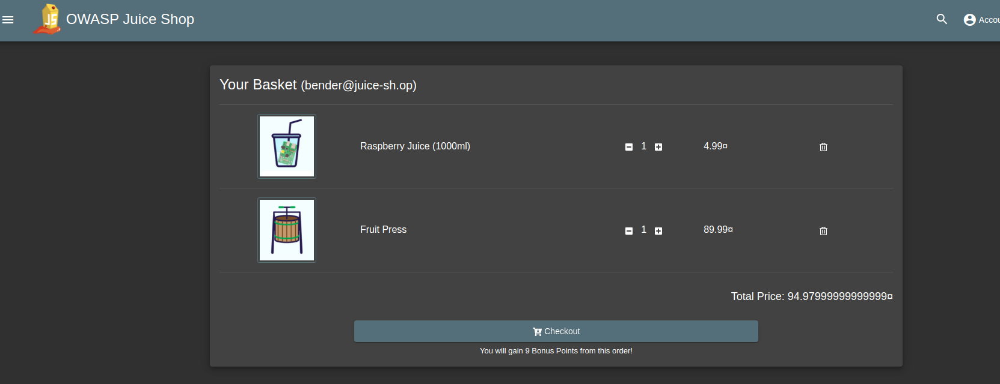 OWASP Juice Shop
Accou
Your Basket (bender@juice-sh.op)
Raspberry Juice (1000ml) 1 4.99¤
Fruit Press 1 89.99¤
Total Price: 94.97999999999999¤
Checkout
You will gain 9 Bonus Points from this order!